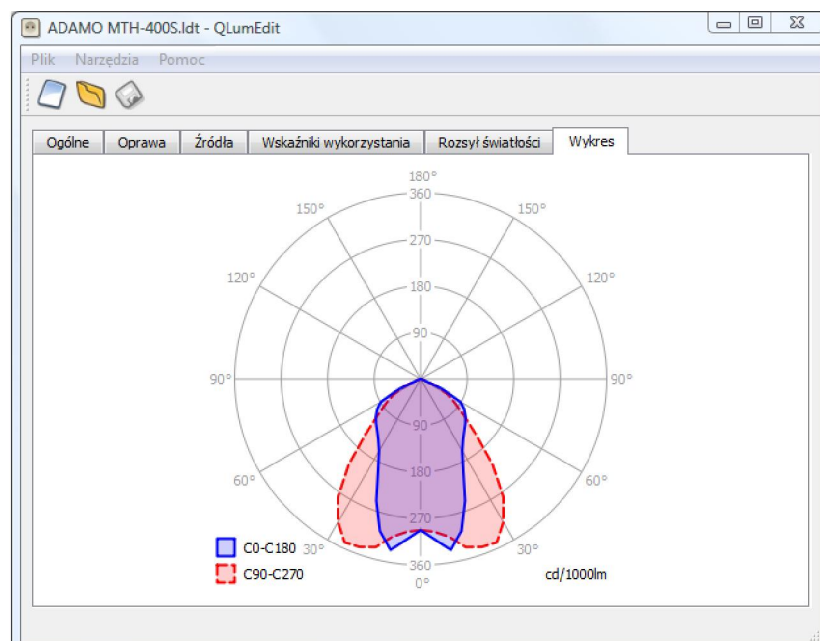 ADAMO MTH-400S.ldt - QLumEdit
Plik Narzędzia Pomoc
Ogólne Oprawa Źródła Wskaźniki wykorzystania Rozsył światłości Wykres
180°
360
150° 150°
270
120° 120°
180
90
90° 90°
90
180
60° 60°
270
C0-C180 30° 30°
360
C90-C270 0° cd/1000lm